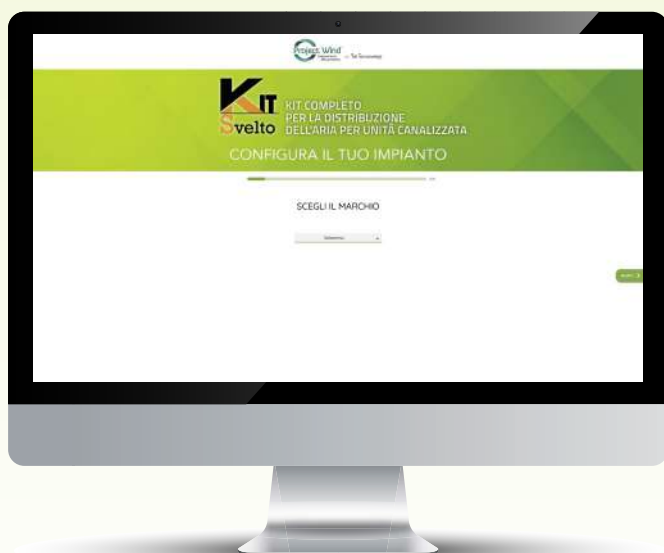 Project Wind
KIT
Svelto
KIT COMPLETO
PER LA DISTRIBUZIONE
DELL'ARIA PER UNITÀ CANALIZZATA
CONFIGURA IL TUO IMPIANTO
SCEGLI IL MARCHIO